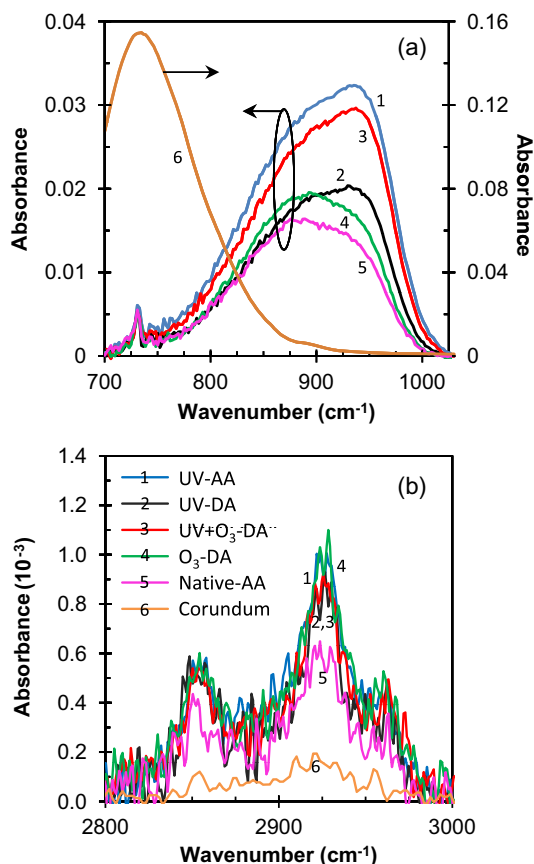 (a)
0.04
0.03
0.02
0.01
0
0.16
0.12
0.08
0.04
0
Absorbance
Absorbance
1
3
2
4
5
6
700
800
900
1000
Wavenumber (cm⁻¹)
(b)
1.4
1.2
1.0
0.8
0.6
0.4
0.2
0.0
Absorbance (10⁻³)
1 UV-AA
2 UV-DA
3 UV+O₃-DA
4 O₃-DA
5 Native-AA
6 Corundum
1
4
2,3
5
6
2800
2900
3000
Wavenumber (cm⁻¹)